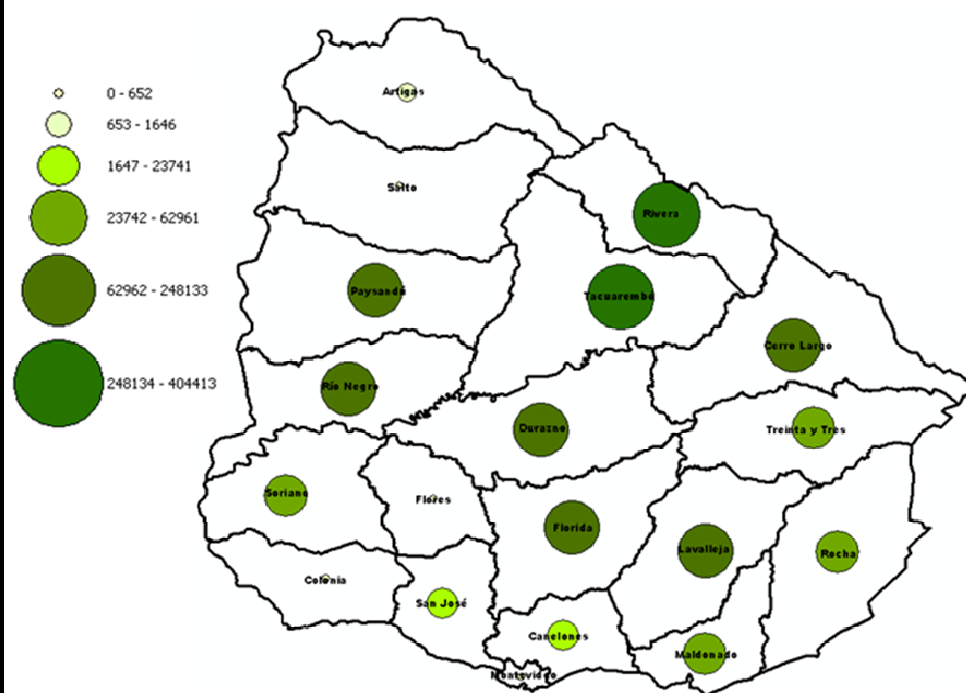 0 - 652
653 - 1646
1647 - 23741
23742 - 62961
62962 - 248133
248134 - 404413
Artigas
Salto
Rivera
Paysandú
Tacuarembó
Cerro Largo
Río Negro
Durazno
Treinta y Tres
Soriano
Flores
Florida
Lavalleja
Rocha
Colonia
San José
Canelones
Maldonado
Montevideo